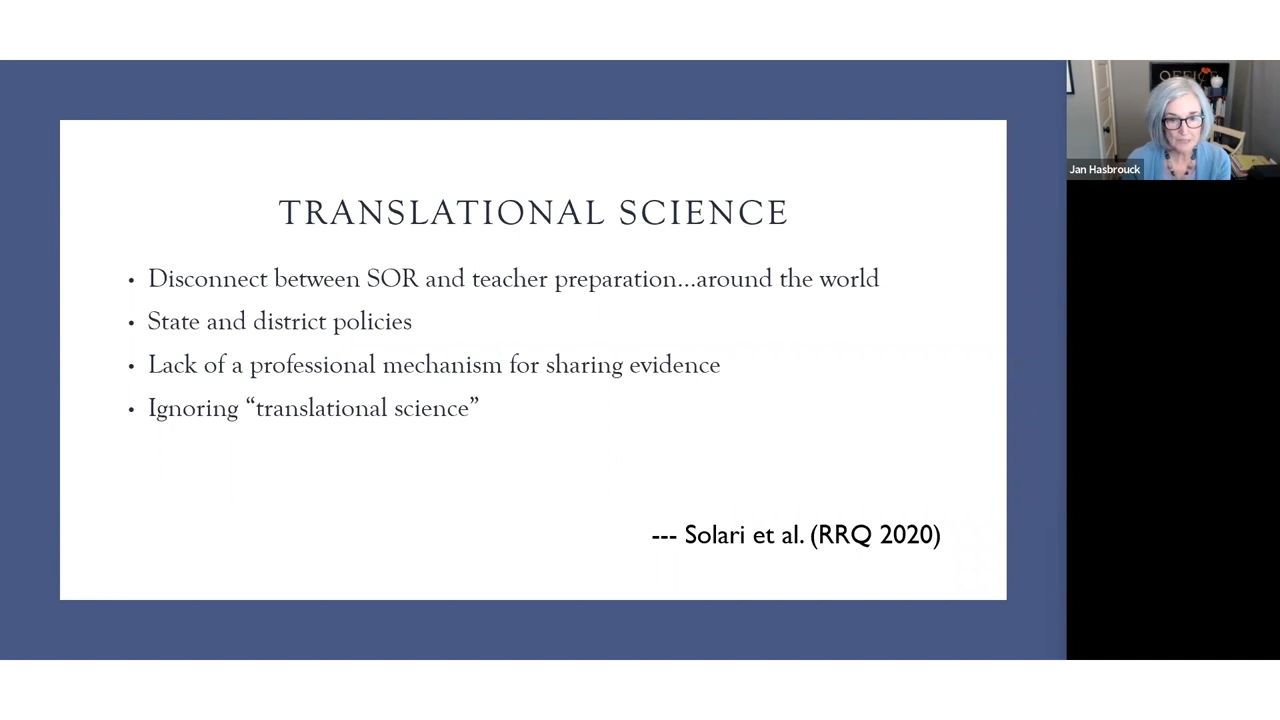 TRANSLATIONAL SCIENCE
• Disconnect between SOR and teacher preparation...around the world
• State and district policies
• Lack of a professional mechanism for sharing evidence
• Ignoring “translational science”
--- Solari et al. (RRQ 2020)
OFFICE
Jan Hasbrouck